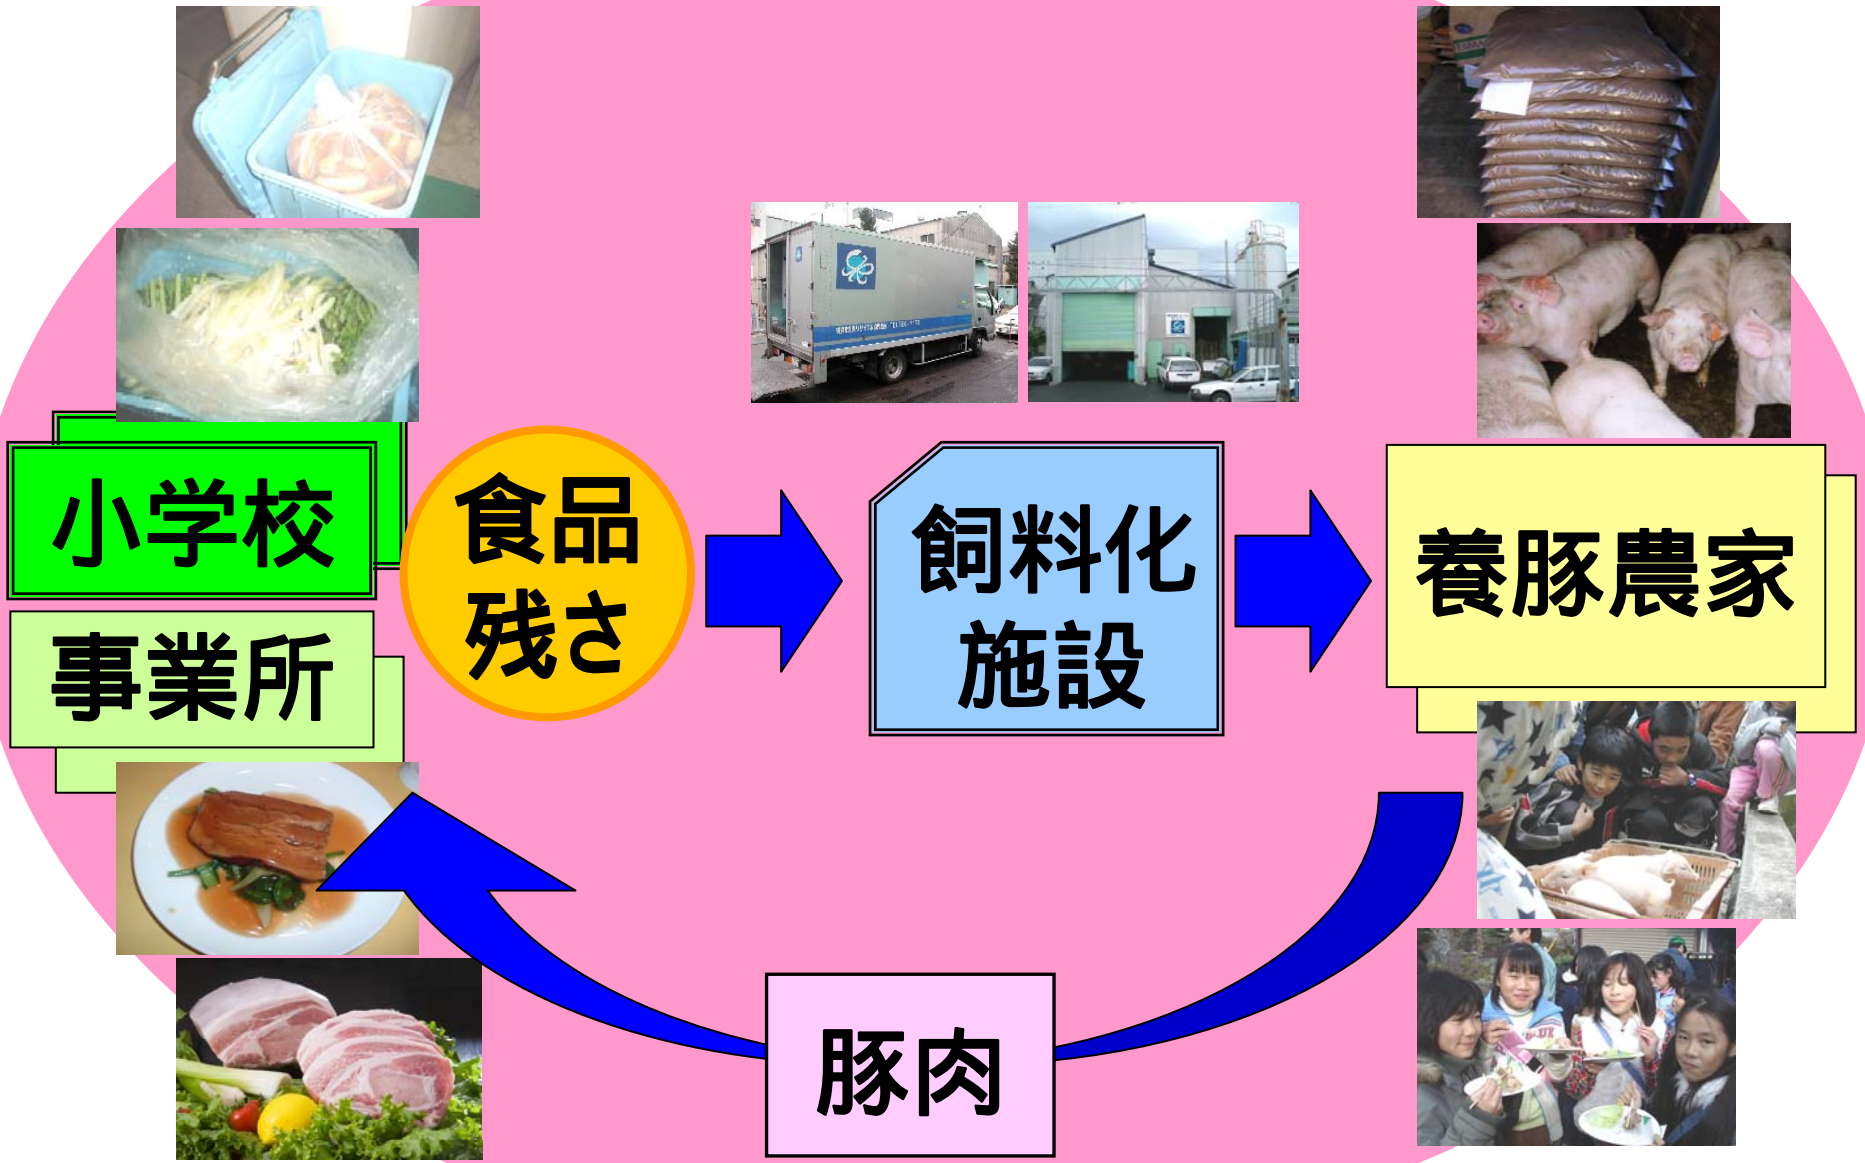 小学校
事業所
食品
残さ
飼料化
施設
養豚農家
豚肉